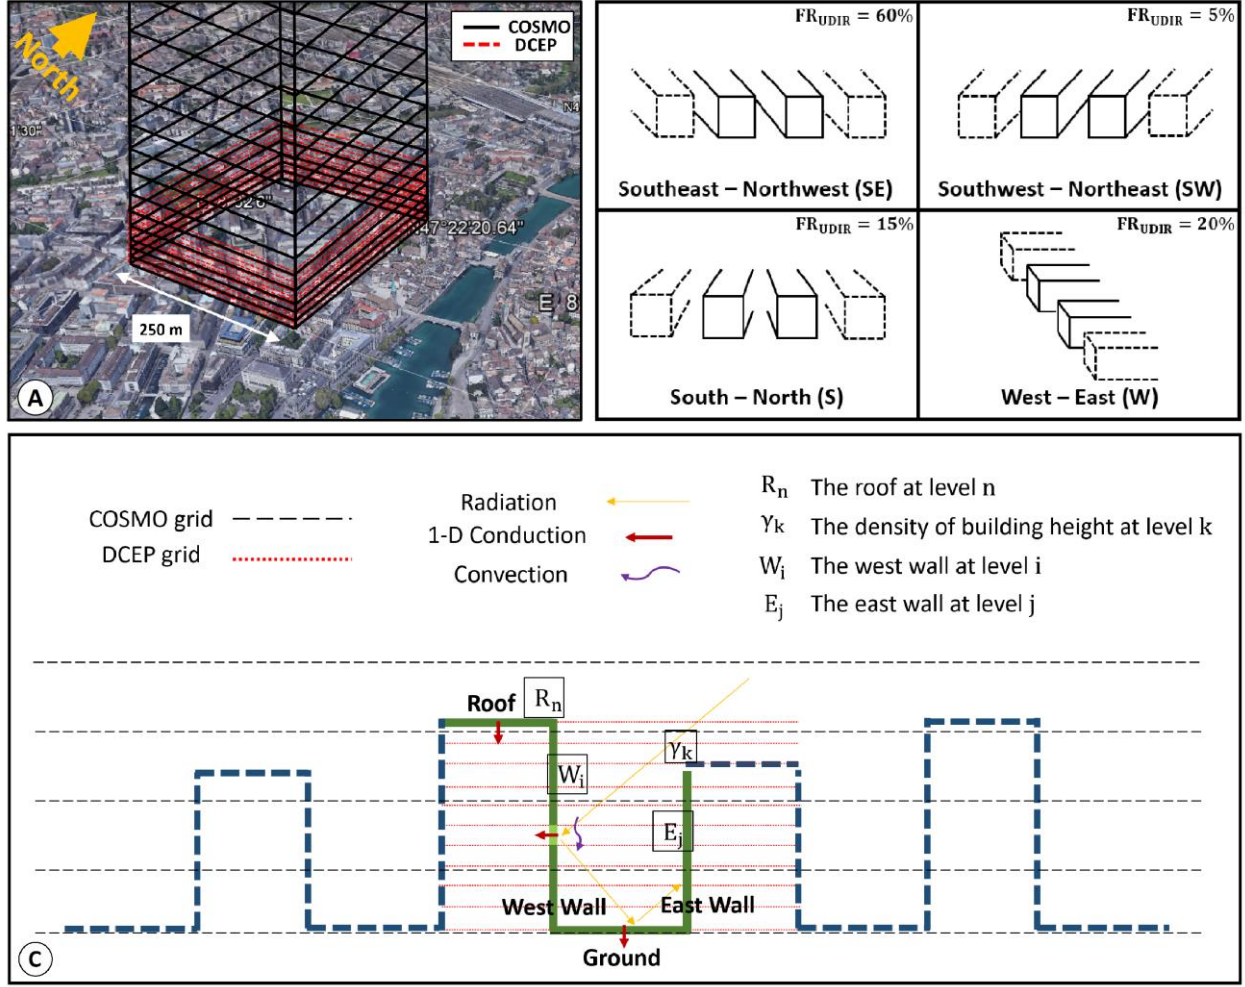 North
COSMO
DCEP
N4
1'30"
32'6"
47°22'20.64"
E 8
250 m
A
FR_UDIR = 60%
Southeast – Northwest (SE)
FR_UDIR = 5%
Southwest – Northeast (SW)
FR_UDIR = 15%
South – North (S)
FR_UDIR = 20%
West – East (W)
COSMO grid
DCEP grid
Radiation
1-D Conduction
Convection
R_n The roof at level n
γ_k The density of building height at level k
W_i The west wall at level i
E_j The east wall at level j
Roof
R_n
γ_k
W_i
E_j
West Wall
East Wall
Ground
C